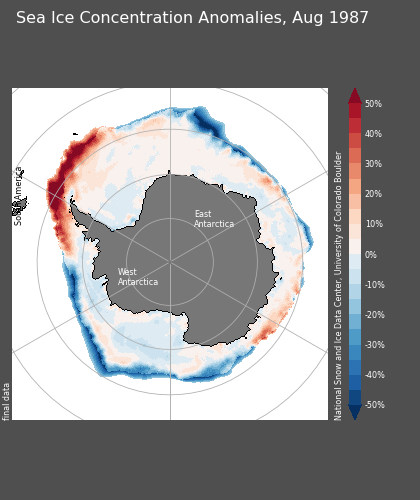 Sea Ice Concentration Anomalies, Aug 1987
South America
East
Antarctica
West
Antarctica
final data
50%
40%
30%
20%
10%
0%
-10%
-20%
-30%
-40%
-50%
National Snow and Ice Data Center, University of Colorado Boulder